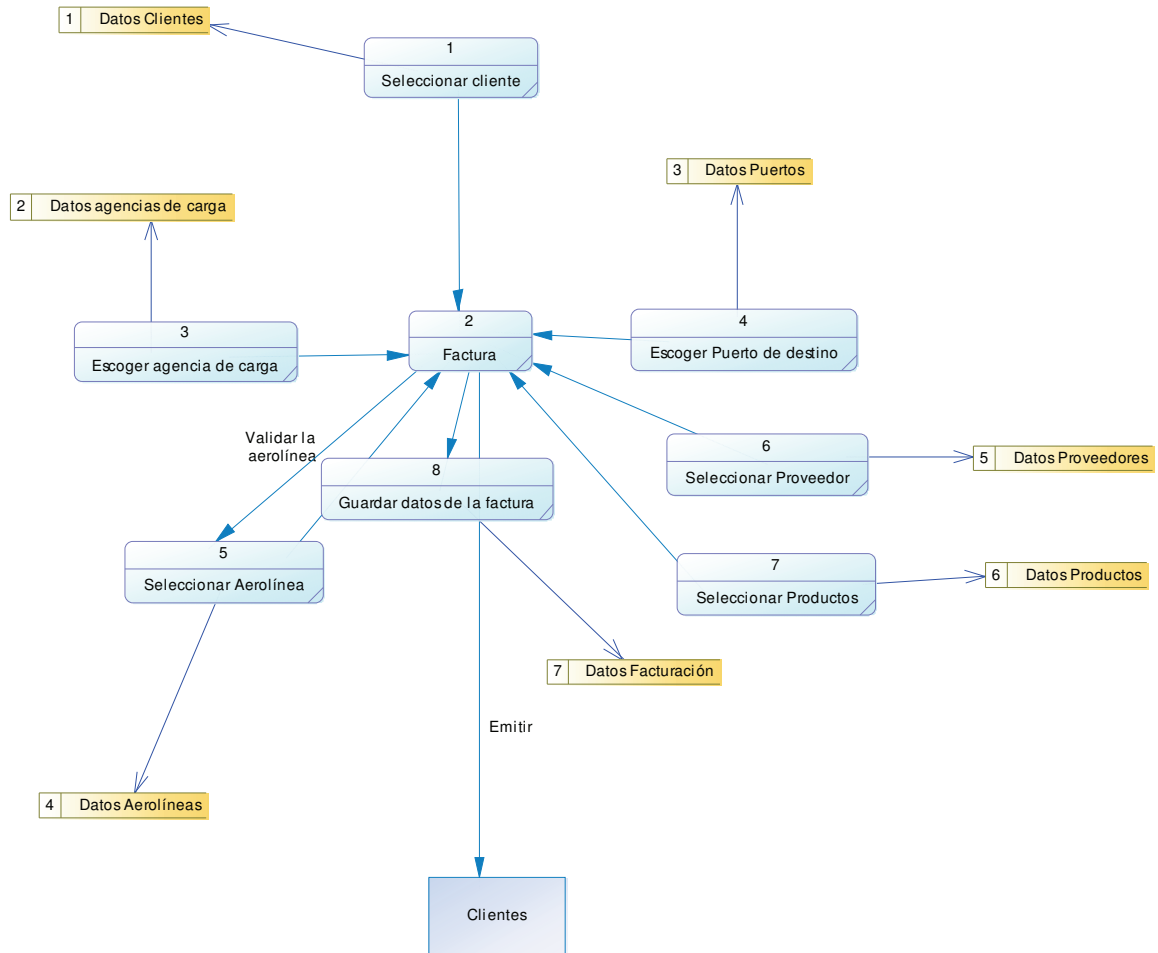 1 Datos Clientes
1
Seleccionar cliente
3 Datos Puertos
2 Datos agencias de carga
3
Escoger agencia de carga
2
Factura
4
Escoger Puerto de destino
Validar la
aerolínea
6
Seleccionar Proveedor
5 Datos Proveedores
8
Guardar datos de la factura
5
Seleccionar Aerolínea
7
Seleccionar Productos
6 Datos Productos
7 Datos Facturación
Emitir
4 Datos Aerolíneas
Clientes